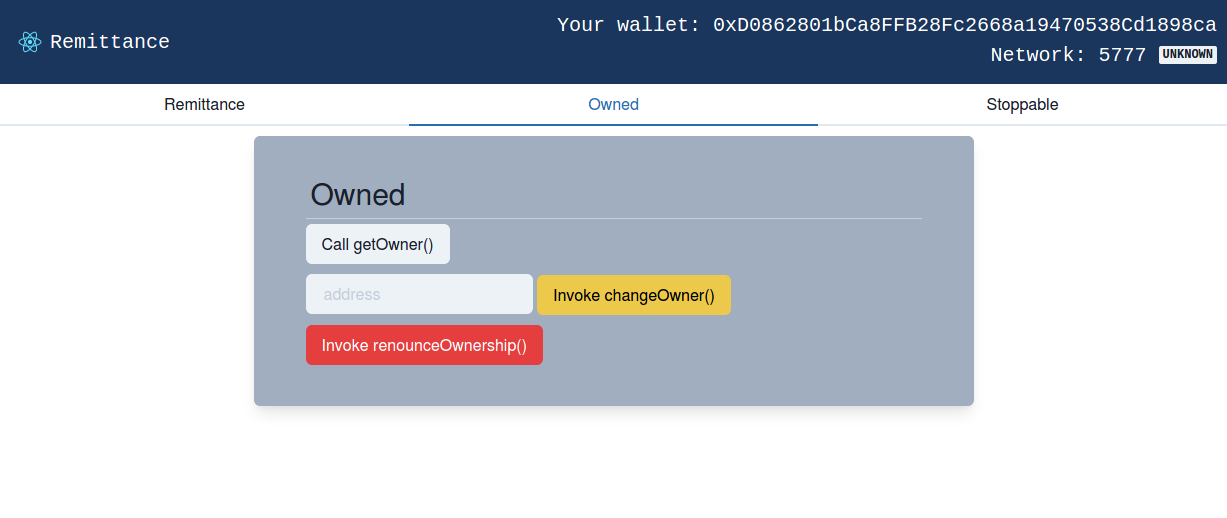 Remittance
Your wallet: 0xD0862801bCa8FFB28Fc2668a19470538Cd1898ca
Network: 5777 UNKNOWN
Remittance
Owned
Stoppable
Owned
Call getOwner()
address
Invoke changeOwner()
Invoke renounceOwnership()